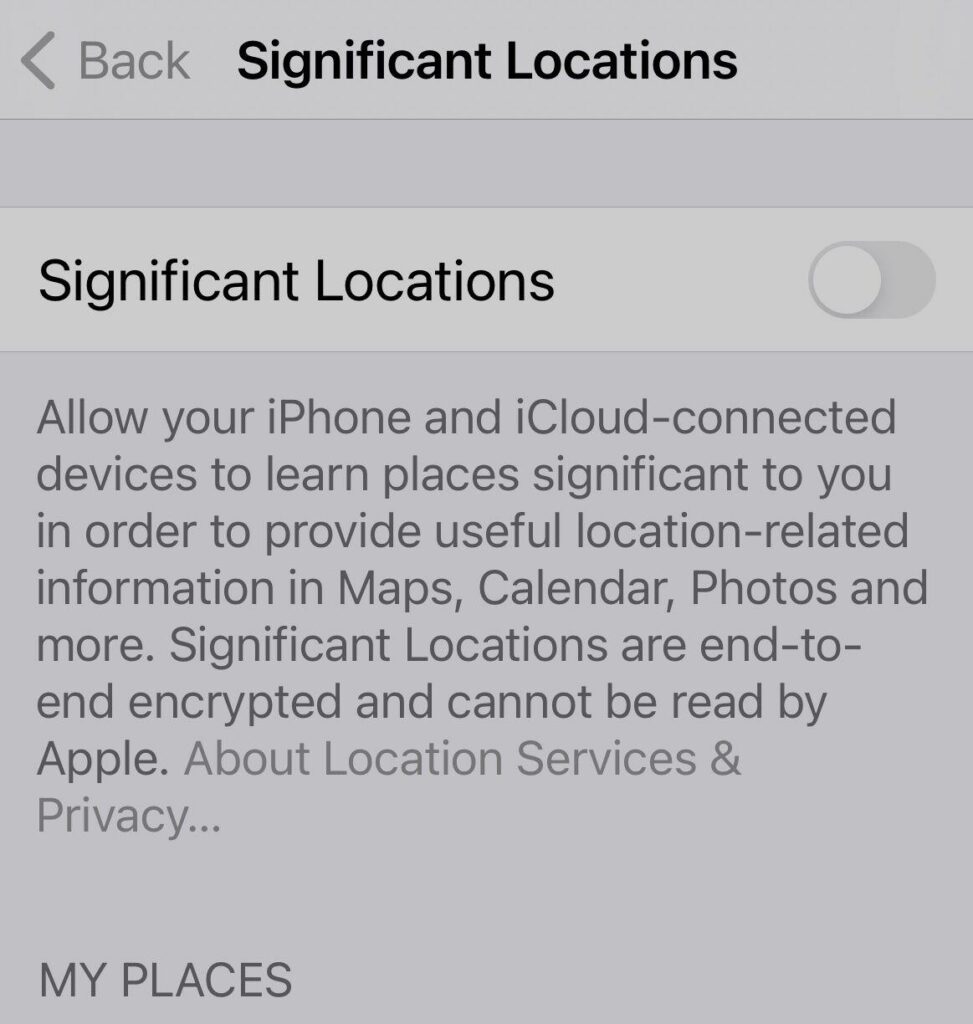 Back Significant Locations
Significant Locations
Allow your iPhone and iCloud-connected
devices to learn places significant to you
in order to provide useful location-related
information in Maps, Calendar, Photos and
more. Significant Locations are end-to-
end encrypted and cannot be read by
Apple. About Location Services &
Privacy...
MY PLACES